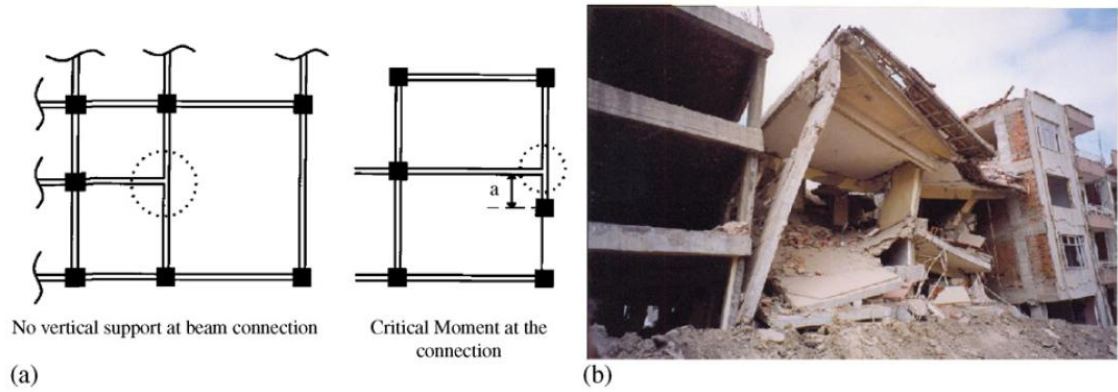 a
No vertical support at beam connection
Critical Moment at the
connection
(a)
(b)